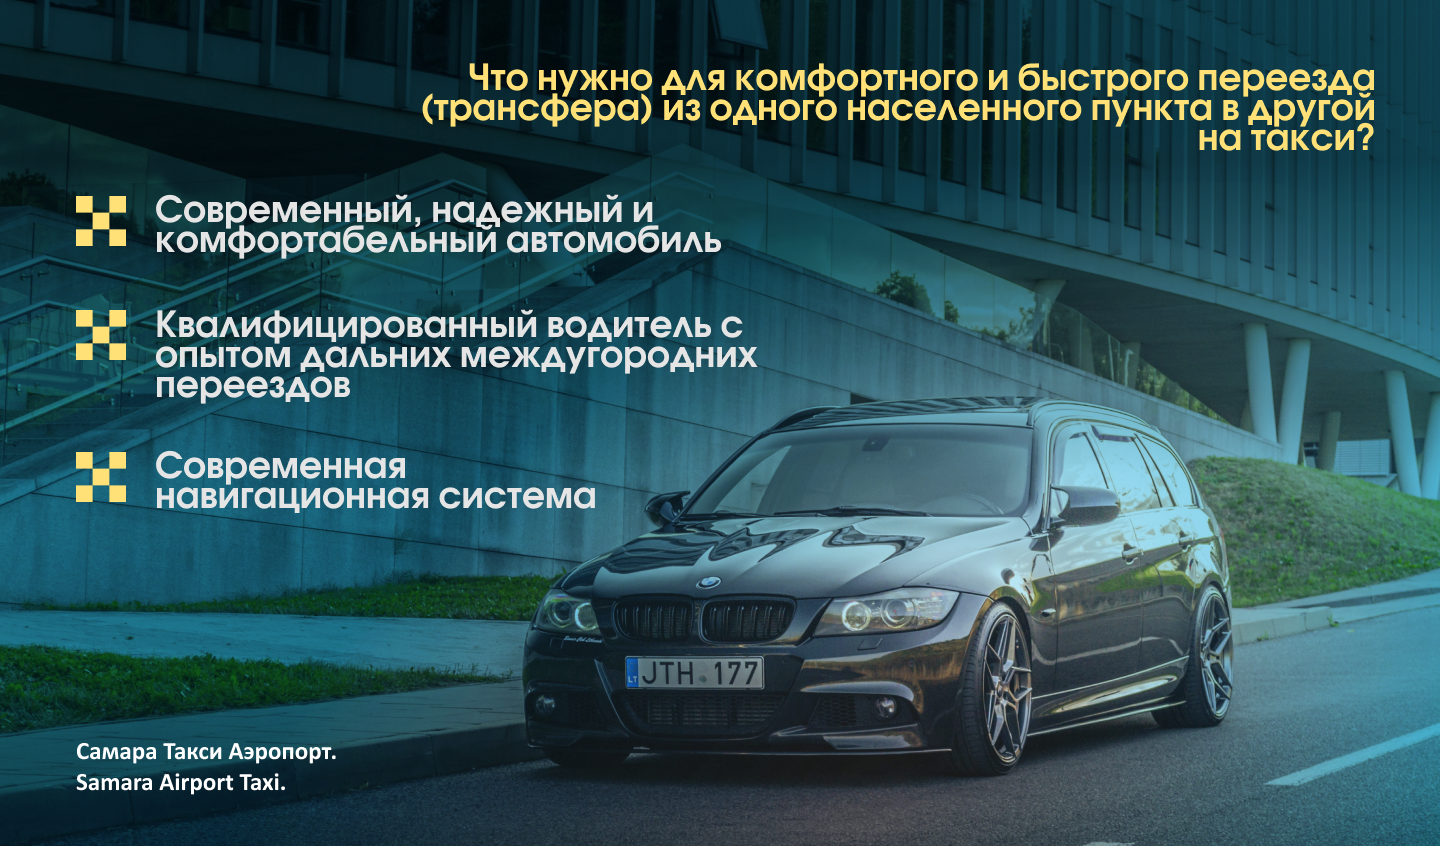 Что нужно для комфортного и быстрого переезда
(трансфера) из одного населенного пункта в другой
на такси?
Современный, надежный и
комфортабельный автомобиль
Квалифицированный водитель с
опытом дальних междугородних
переездов
Современная
навигационная система
LT JTH 177
Самара Такси Аэропорт.
Samara Airport Taxi.